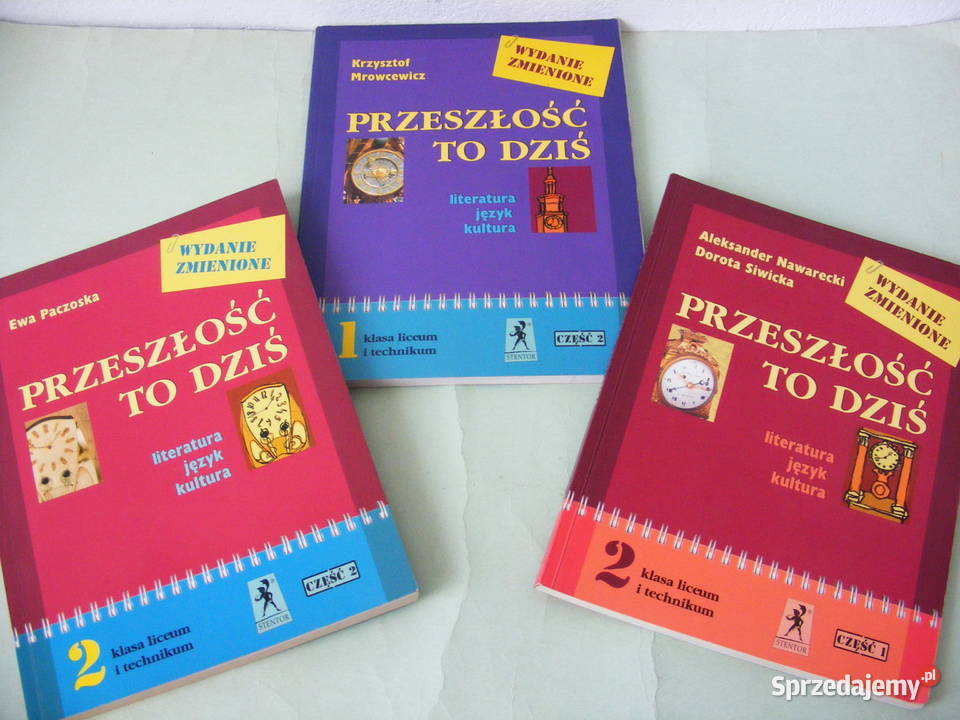 Krzysztof
Mrowcewicz
WYDANIE
ZMIENIONE
PRZESZŁOŚĆ
TO DZIŚ
literatura
język
kultura
1 klasa liceum
i technikum
STENTOR
CZĘŚĆ 2
Ewa Paczoska
WYDANIE
ZMIENIONE
PRZESZŁOŚĆ
TO DZIŚ
literatura
język
kultura
2 klasa liceum
i technikum
STENTOR
CZĘŚĆ 2
Aleksander Nawarecki
Dorota Siwicka
WYDANIE
ZMIENIONE
PRZESZŁOŚĆ
TO DZIŚ
literatura
język
kultura
2 klasa liceum
i technikum
STENTOR
CZĘŚĆ 1
Sprzedajemy.pl